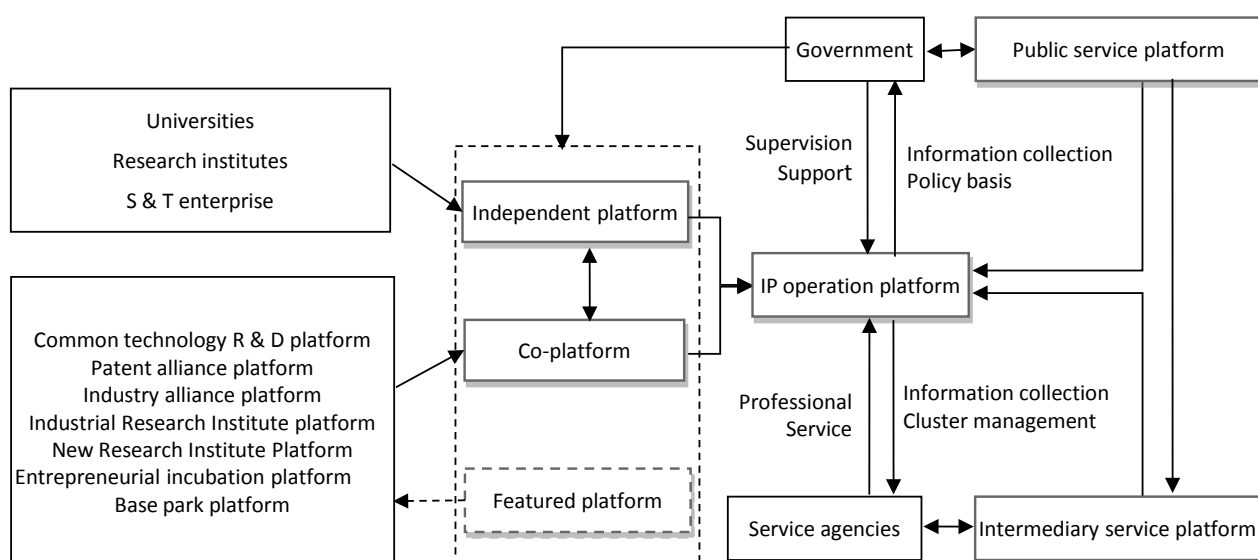 Government
Public service platform
Universities
Research institutes
S & T enterprise
Supervision
Support
Information collection
Policy basis
Independent platform
IP operation platform
Common technology R & D platform
Patent alliance platform
Industry alliance platform
Industrial Research Institute platform
New Research Institute Platform
Entrepreneurial incubation platform
Base park platform
Co-platform
Professional
Service
Information collection
Cluster management
Featured platform
Service agencies
Intermediary service platform